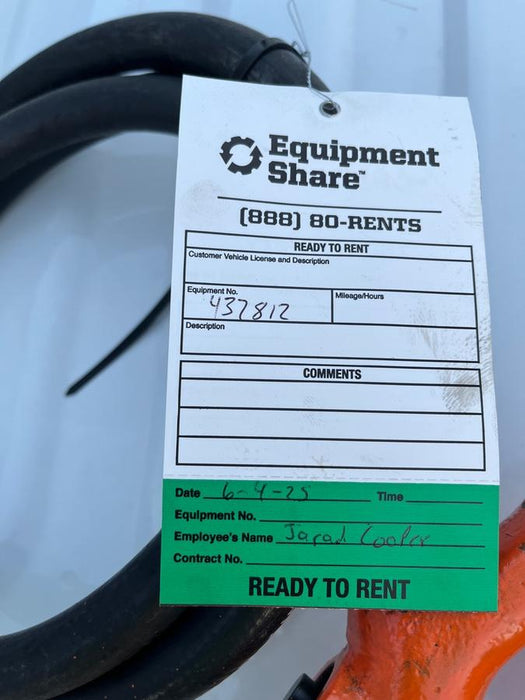 Equipment
Share™
(888) 80-RENTS
READY TO RENT
Customer Vehicle License and Description
Equipment No.
437812
Mileage/Hours
Description
COMMENTS
Date 6-4-25 Time
Equipment No.
Employee's Name Jarad Cooper
Contract No.
READY TO RENT